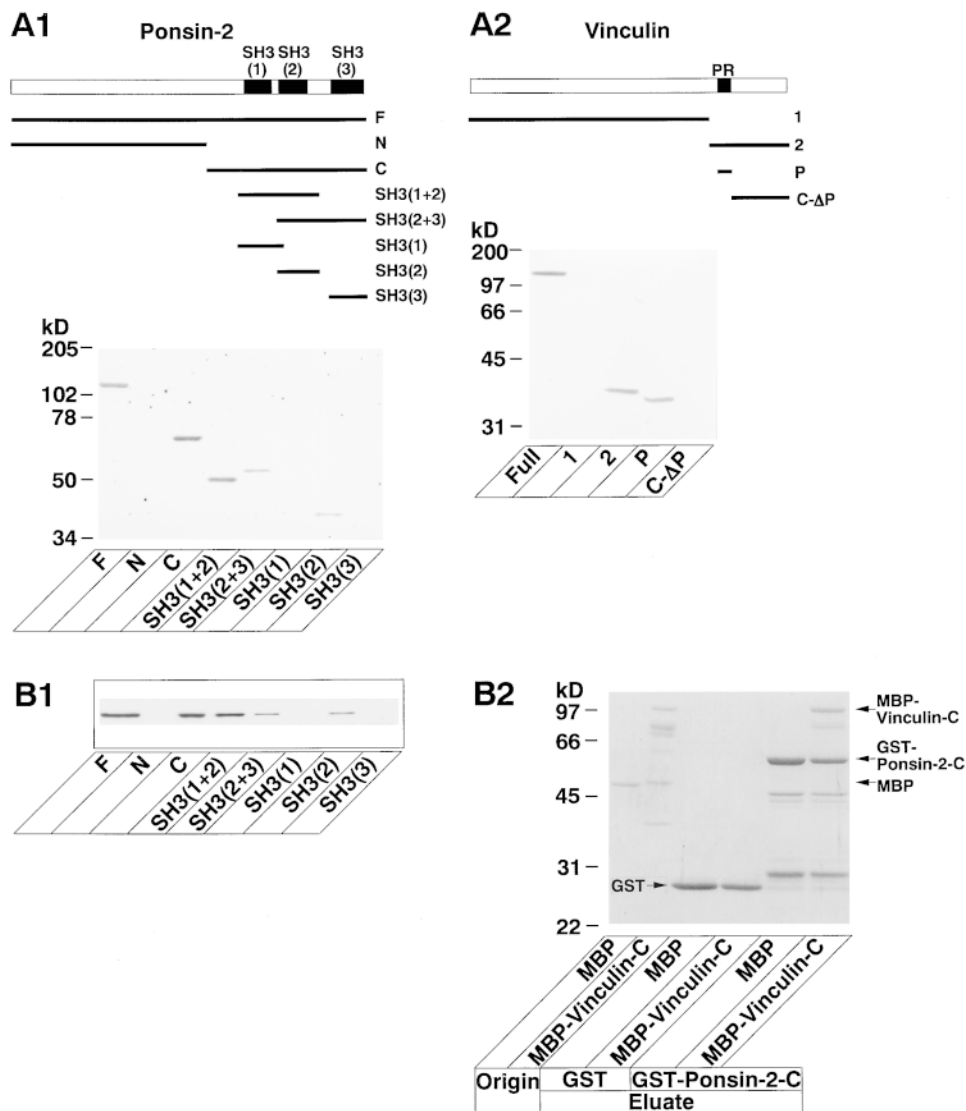 A1
Ponsin-2
SH3 SH3 SH3
(1) (2) (3)
F
N
C
SH3(1+2)
SH3(2+3)
SH3(1)
SH3(2)
SH3(3)
kD
205
102
78
50
34
F
N
C
SH3(1+2)
SH3(2+3)
SH3(1)
SH3(2)
SH3(3)
A2
Vinculin
PR
1
2
P
C-ΔP
200
97
66
45
31
Full
1
2
P
C-ΔP
B1
F
N
C
SH3(1+2)
SH3(2+3)
SH3(1)
SH3(2)
SH3(3)
B2
kD
97
66
45
31
22
GST
MBP-
Vinculin-C
GST-
Ponsin-2-C
MBP
MBP
MBP-Vinculin-C
MBP
MBP-Vinculin-C
MBP
MBP-Vinculin-C
Origin GST GST-Ponsin-2-C
Eluate